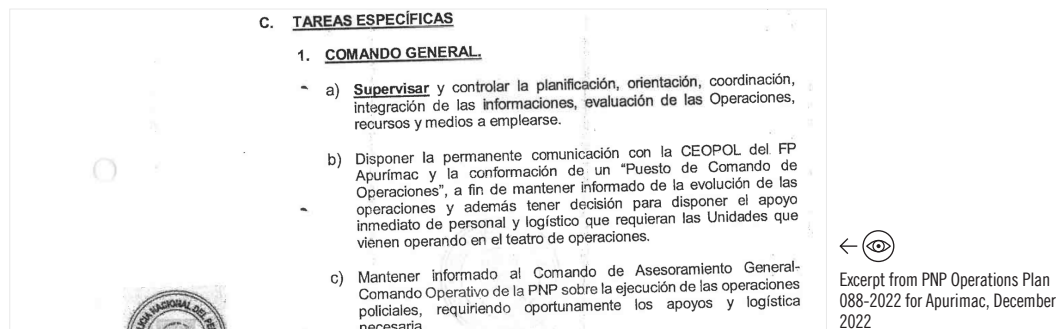 C. TAREAS ESPECÍFICAS
1. COMANDO GENERAL.
a) Supervisar y controlar la planificación, orientación, coordinación,
integración de las informaciones, evaluación de las Operaciones,
recursos y medios a emplearse.
b) Disponer la permanente comunicación con la CEOPOL del FP
Apurímac y la conformación de un “Puesto de Comando de
Operaciones”, a fin de mantener informado de la evolución de las
operaciones y además tener decisión para disponer el apoyo
inmediato de personal y logístico que requieran las Unidades que
vienen operando en el teatro de operaciones.
c) Mantener informado al Comando de Asesoramiento General-
Comando Operativo de la PNP sobre la ejecución de las operaciones
policiales, requiriendo oportunamente los apoyos y logística
necesaria
NACIONAL DEL
Excerpt from PNP Operations Plan
088-2022 for Apurimac, December
2022